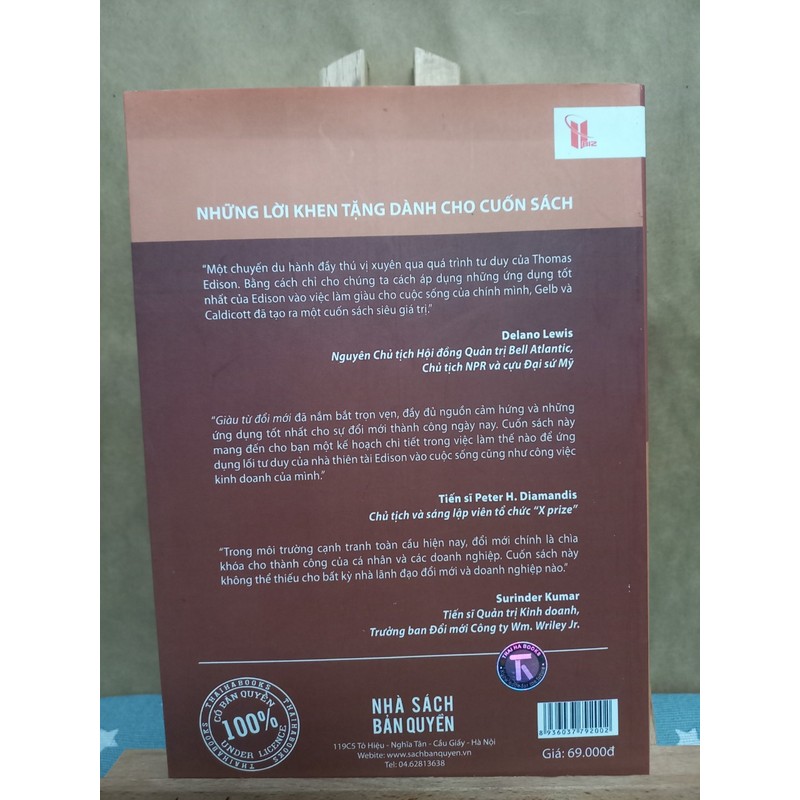 BIZ
NHỮNG LỜI KHEN TẶNG DÀNH CHO CUỐN SÁCH
“Một chuyến du hành đầy thú vị xuyên qua quá trình tư duy của Thomas
Edison. Bằng cách chỉ cho chúng ta cách áp dụng những ứng dụng tốt
nhất của Edison vào việc làm giàu cho cuộc sống của chính mình, Gelb và
Caldicott đã tạo ra một cuốn sách siêu giá trị.”
Delano Lewis
Nguyên Chủ tịch Hội đồng Quản trị Bell Atlantic,
Chủ tịch NPR và cựu Đại sứ Mỹ
“Giàu từ đổi mới đã nắm bắt trọn vẹn, đầy đủ nguồn cảm hứng và những
ứng dụng tốt nhất cho sự đổi mới thành công ngày nay. Cuốn sách này
mang đến cho bạn một kế hoạch chi tiết trong việc làm thế nào để ứng
dụng lối tư duy của nhà thiên tài Edison vào cuộc sống cũng như công việc
kinh doanh của mình.”
Tiến sĩ Peter H. Diamandis
Chủ tịch và sáng lập viên tổ chức “X prize”
“Trong môi trường cạnh tranh toàn cầu hiện nay, đổi mới chính là chìa
khóa cho thành công của cá nhân và các doanh nghiệp. Cuốn sách này
không thể thiếu cho bất kỳ nhà lãnh đạo đổi mới và doanh nghiệp nào.”
Surinder Kumar
Tiến sĩ Quản trị Kinh doanh,
Trưởng ban Đổi mới Công ty Wm. Wriley Jr.
THAI HA BOOKS
THAIHABOOKS
CÓ BẢN QUYỀN
100%
UNDER LICENCE
THAIHABOOKS
THAIHABOOKS
NHÀ SÁCH
BẢN QUYỀN
119C5 Tô Hiệu - Nghĩa Tân - Cầu Giấy - Hà Nội
Webite: www.sachbanquyen.vn
Tel: 04.62813638
8 936037 792002
Giá: 69.000đ